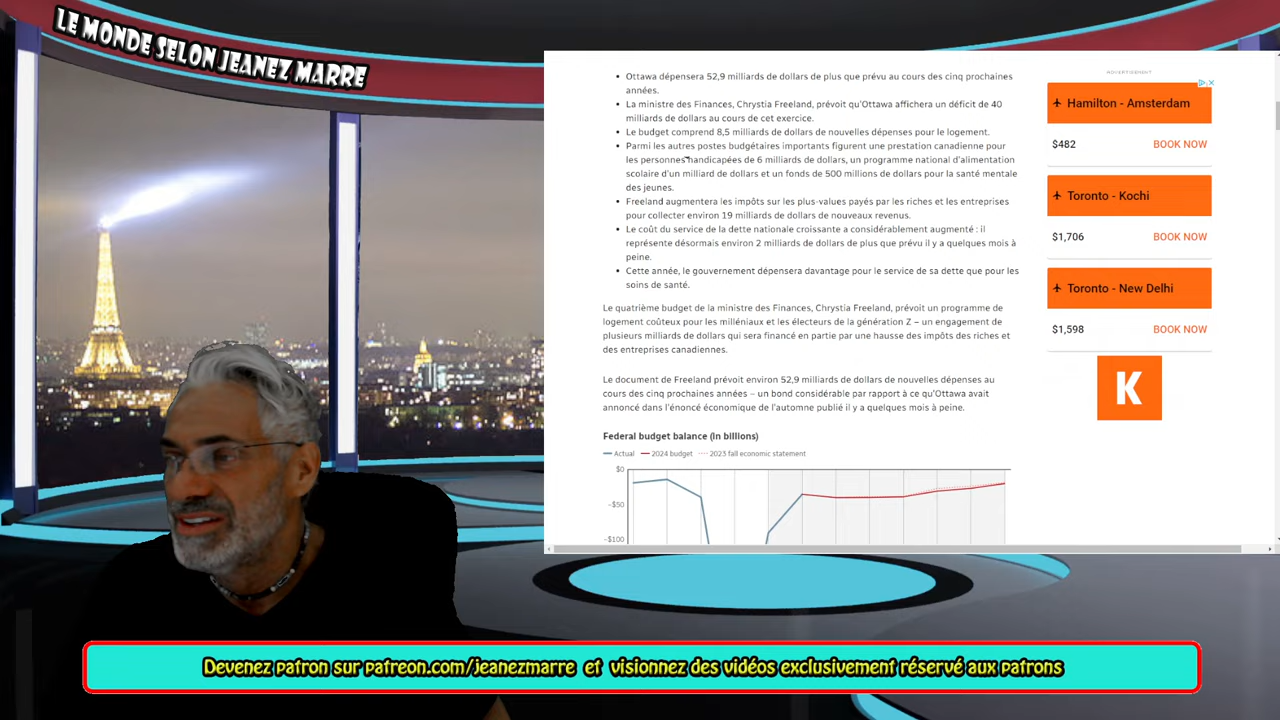 LE MONDE SELON JEANEZ MARRE
Ottawa dépensera 52,9 milliards de dollars de plus que prévu au cours des cinq prochaines
années.
La ministre des Finances, Chrystia Freeland, prévoit qu'Ottawa affichera un déficit de 40
milliards de dollars au cours de cet exercice.
Le budget comprend 8,5 milliards de dollars de nouvelles dépenses pour le logement.
Parmi les autres postes budgétaires importants figurent une prestation canadienne pour
les personnes handicapées de 6 milliards de dollars, un programme national d'alimentation
scolaire d'un milliard de dollars et un fonds de 500 millions de dollars pour la santé mentale
des jeunes.
Freeland augmentera les impôts sur les plus-values payés par les riches et les entreprises
pour collecter environ 19 milliards de dollars de nouveaux revenus.
Le coût du service de la dette nationale croissante a considérablement augmenté : il
représente désormais environ 2 milliards de dollars de plus que prévu il y a quelques mois à
peine.
Cette année, le gouvernement dépensera davantage pour le service de sa dette que pour les
soins de santé.
Le quatrième budget de la ministre des Finances, Chrystia Freeland, prévoit un programme de
logement coûteux pour les milléniaux et les électeurs de la génération Z – un engagement de
plusieurs milliards de dollars qui sera financé en partie par une hausse des impôts des riches et
des entreprises canadiennes.
Le document de Freeland prévoit environ 52,9 milliards de dollars de nouvelles dépenses au
cours des cinq prochaines années – un bond considérable par rapport à ce qu'Ottawa avait
annoncé dans l'énoncé économique de l'automne publié il y a quelques mois à peine.
Federal budget balance (in billions)
Actual 2024 budget 2023 fall economic statement
$0
-$50
-$100
ADVERTISEMENT
Hamilton - Amsterdam
$482 BOOK NOW
Toronto - Kochi
$1,706 BOOK NOW
Toronto - New Delhi
$1,598 BOOK NOW
K
Devenez patron sur patreon.com/jeanezmarre et visionnez des vidéos exclusivement réservé aux patrons